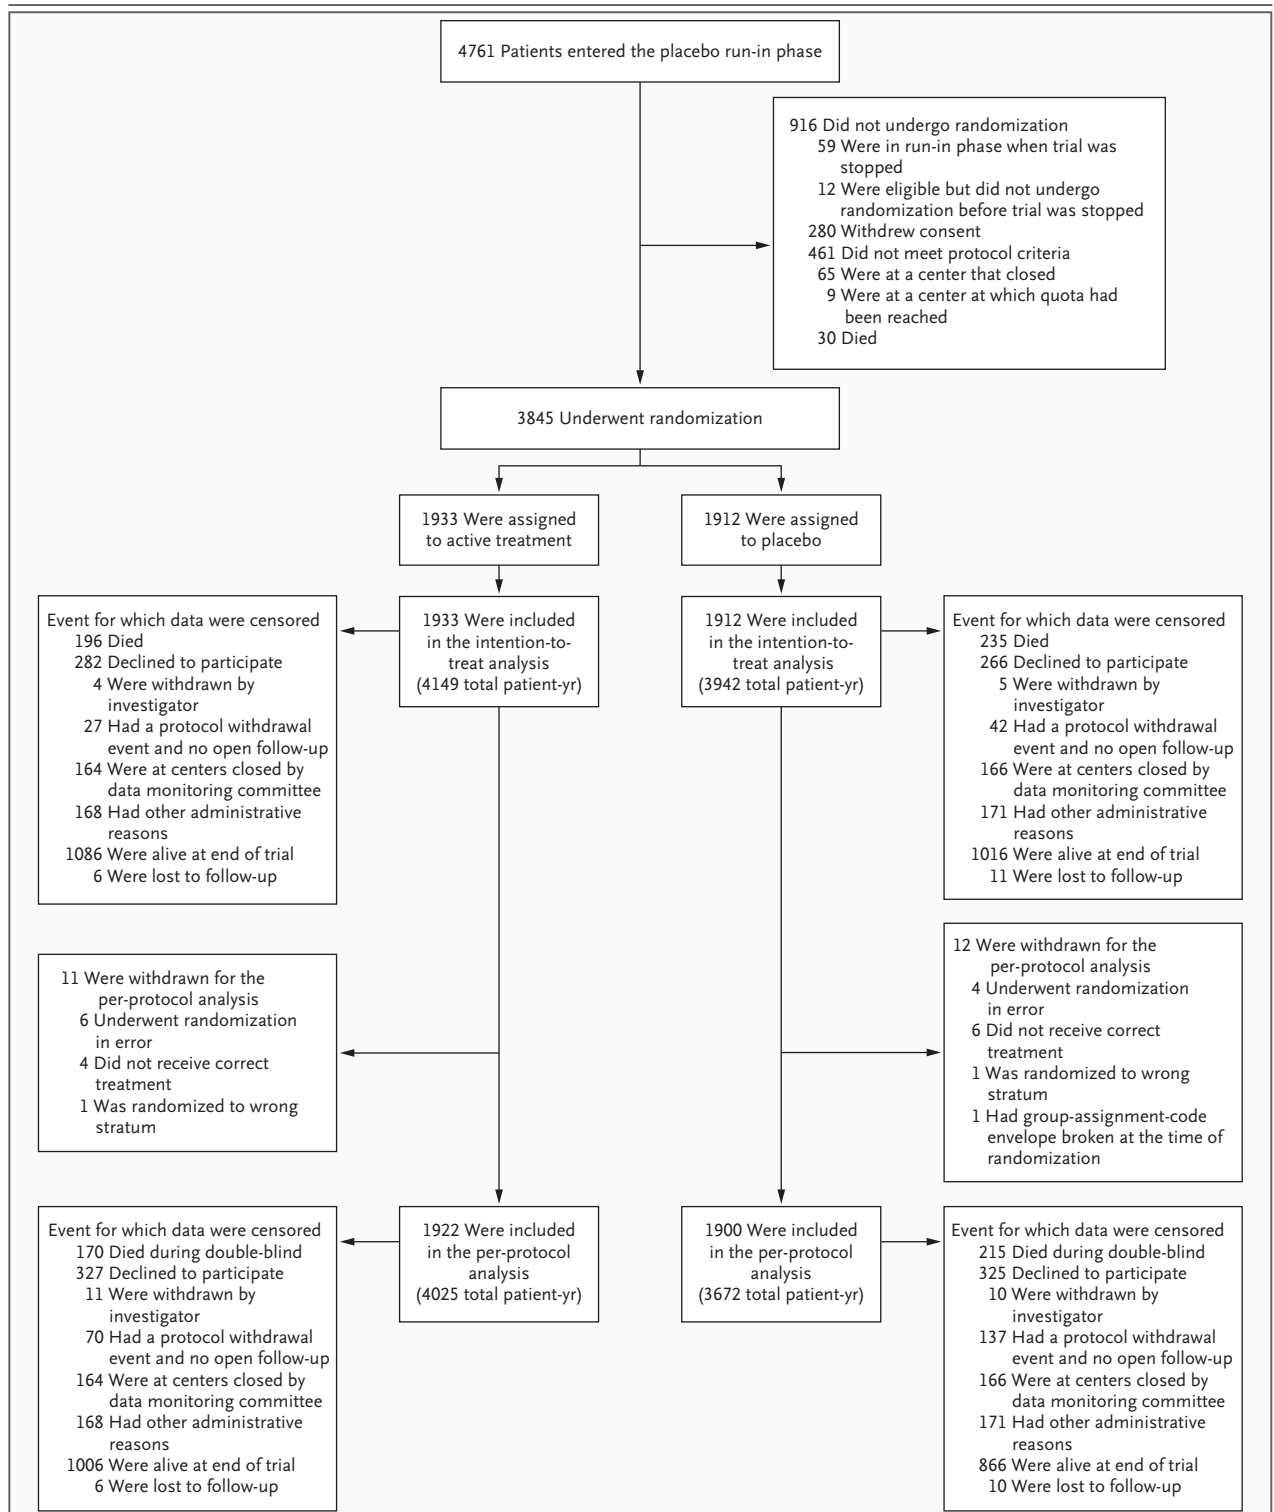 4761 Patients entered the placebo run-in phase
916 Did not undergo randomization
59 Were in run-in phase when trial was
stopped
12 Were eligible but did not undergo
randomization before trial was stopped
280 Withdrew consent
461 Did not meet protocol criteria
65 Were at a center that closed
9 Were at a center at which quota had
been reached
30 Died
3845 Underwent randomization
1933 Were assigned
to active treatment
1912 Were assigned
to placebo
Event for which data were censored
196 Died
282 Declined to participate
4 Were withdrawn by
investigator
27 Had a protocol withdrawal
event and no open follow-up
164 Were at centers closed by
data monitoring committee
168 Had other administrative
reasons
1086 Were alive at end of trial
6 Were lost to follow-up
1933 Were included
in the intention-to-
treat analysis
(4149 total patient-yr)
1912 Were included
in the intention-to-
treat analysis
(3942 total patient-yr)
Event for which data were censored
235 Died
266 Declined to participate
5 Were withdrawn by
investigator
42 Had a protocol withdrawal
event and no open follow-up
166 Were at centers closed by
data monitoring committee
171 Had other administrative
reasons
1016 Were alive at end of trial
11 Were lost to follow-up
11 Were withdrawn for the
per-protocol analysis
6 Underwent randomization
in error
4 Did not receive correct
treatment
1 Was randomized to wrong
stratum
12 Were withdrawn for the
per-protocol analysis
4 Underwent randomization
in error
6 Did not receive correct
treatment
1 Was randomized to wrong
stratum
1 Had group-assignment-code
envelope broken at the time of
randomization
Event for which data were censored
170 Died during double-blind
327 Declined to participate
11 Were withdrawn by
investigator
70 Had a protocol withdrawal
event and no open follow-up
164 Were at centers closed by
data monitoring committee
168 Had other administrative
reasons
1006 Were alive at end of trial
6 Were lost to follow-up
1922 Were included
in the per-protocol
analysis
(4025 total patient-yr)
1900 Were included
in the per-protocol
analysis
(3672 total patient-yr)
Event for which data were censored
215 Died during double-blind
325 Declined to participate
10 Were withdrawn by
investigator
137 Had a protocol withdrawal
event and no open follow-up
166 Were at centers closed by
data monitoring committee
171 Had other administrative
reasons
866 Were alive at end of trial
10 Were lost to follow-up